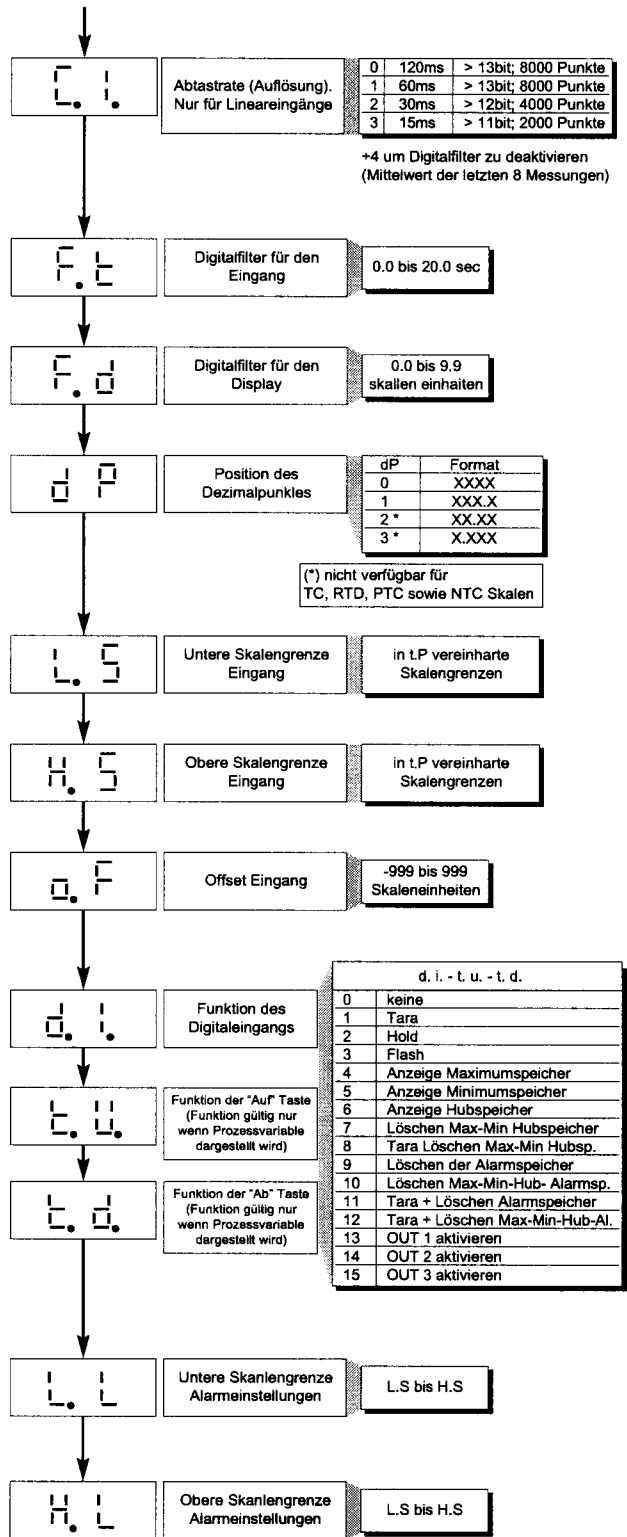 C. I.
Abtastrate (Auflösung).
Nur für Lineareingänge
0 120ms > 13bit; 8000 Punkte
1 60ms > 13bit; 8000 Punkte
2 30ms > 12bit; 4000 Punkte
3 15ms > 11bit; 2000 Punkte
+4 um Digitalfilter zu deaktivieren
(Mittelwert der letzten 8 Messungen)
F. t
Digitalfilter für den
Eingang
0.0 bis 20.0 sec
F. d
Digitalfilter für den
Display
0.0 bis 9.9
skallen einhaiten
d P
Position des
Dezimalpunkles
dP Format
0 XXXX
1 XXX.X
2 * XX.XX
3 * X.XXX
(*) nicht verfügbar für
TC, RTD, PTC sowie NTC Skalen
L. S
Untere Skalengrenze
Eingang
in t.P vereinharte
Skalengrenzen
H. S
Obere Skalengrenze
Eingang
in t.P vereinharte
Skalengrenzen
o. F
Offset Eingang
-999 bis 999
Skaleneinheiten
d. I.
Funktion des
Digitaleingangs
t. U.
Funktion der "Auf" Taste
(Funktion gültig nur
wenn Prozessvariable
dargestellt wird)
t. d.
Funktion der "Ab" Taste
(Funktion gültig nur
wenn Prozessvariable
dargestellt wird)
d. i. - t. u. - t. d.
0 keine
1 Tara
2 Hold
3 Flash
4 Anzeige Maximumspeicher
5 Anzeige Minimumspeicher
6 Anzeige Hubspeicher
7 Löschen Max-Min Hubspeicher
8 Tara Löschen Max-Min Hubsp.
9 Löschen der Alarmspeicher
10 Löschen Max-Min-Hub- Alarmsp.
11 Tara + Löschen Alarmspeicher
12 Tara + Löschen Max-Min-Hub-Al.
13 OUT 1 aktivieren
14 OUT 2 aktivieren
15 OUT 3 aktivieren
L. L
Untere Skanlengrenze
Alarmeinstellungen
L.S bis H.S
H. L
Obere Skanlengrenze
Alarmeinstellungen
L.S bis H.S